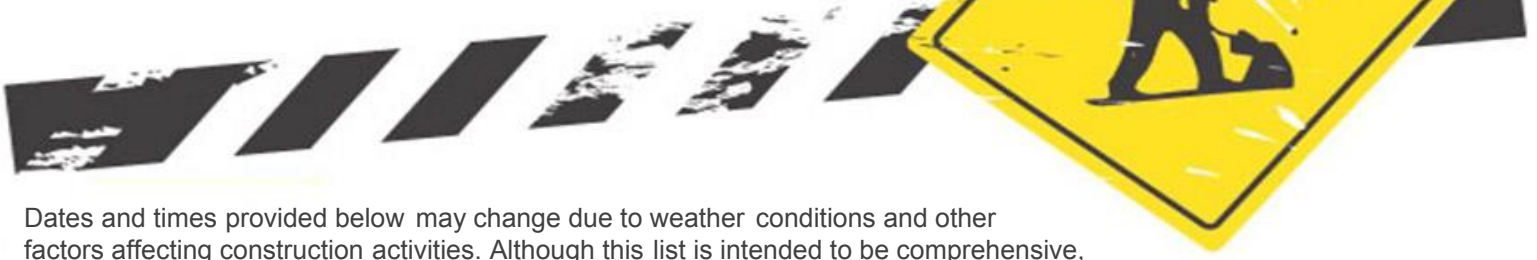 Dates and times provided below may change due to weather conditions and other
factors affecting construction activities. Although this list is intended to be comprehensive,